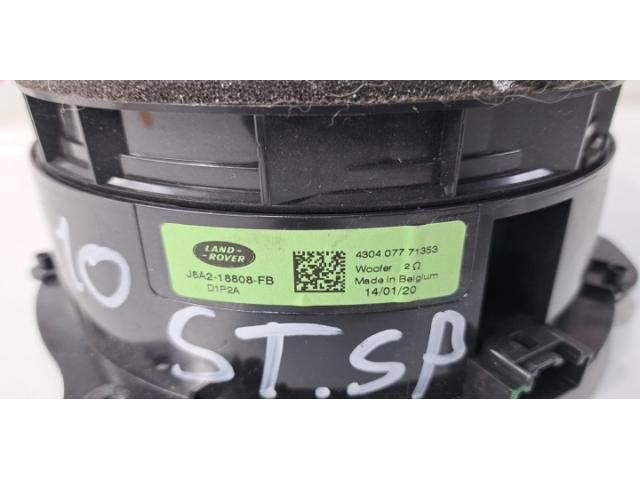 LAND-
-ROVER
J8A2-18808-FB
D1P2A
4304 077 71353
Woofer 2Ω
Made in Belgium
14/01/20
10
ST.SP